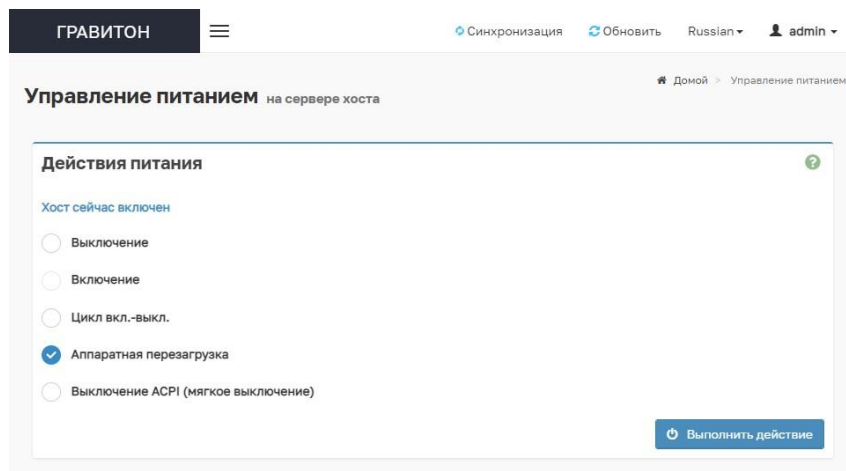 ГРАВИТОН
Синхронизация Обновить Russian admin
Управление питанием на сервере хоста
Домой > Управление питанием
Действия питания
Хост сейчас включен
Выключение
Включение
Цикл вкл.-выкл.
Аппаратная перезагрузка
Выключение ACPI (мягкое выключение)
Выполнить действие